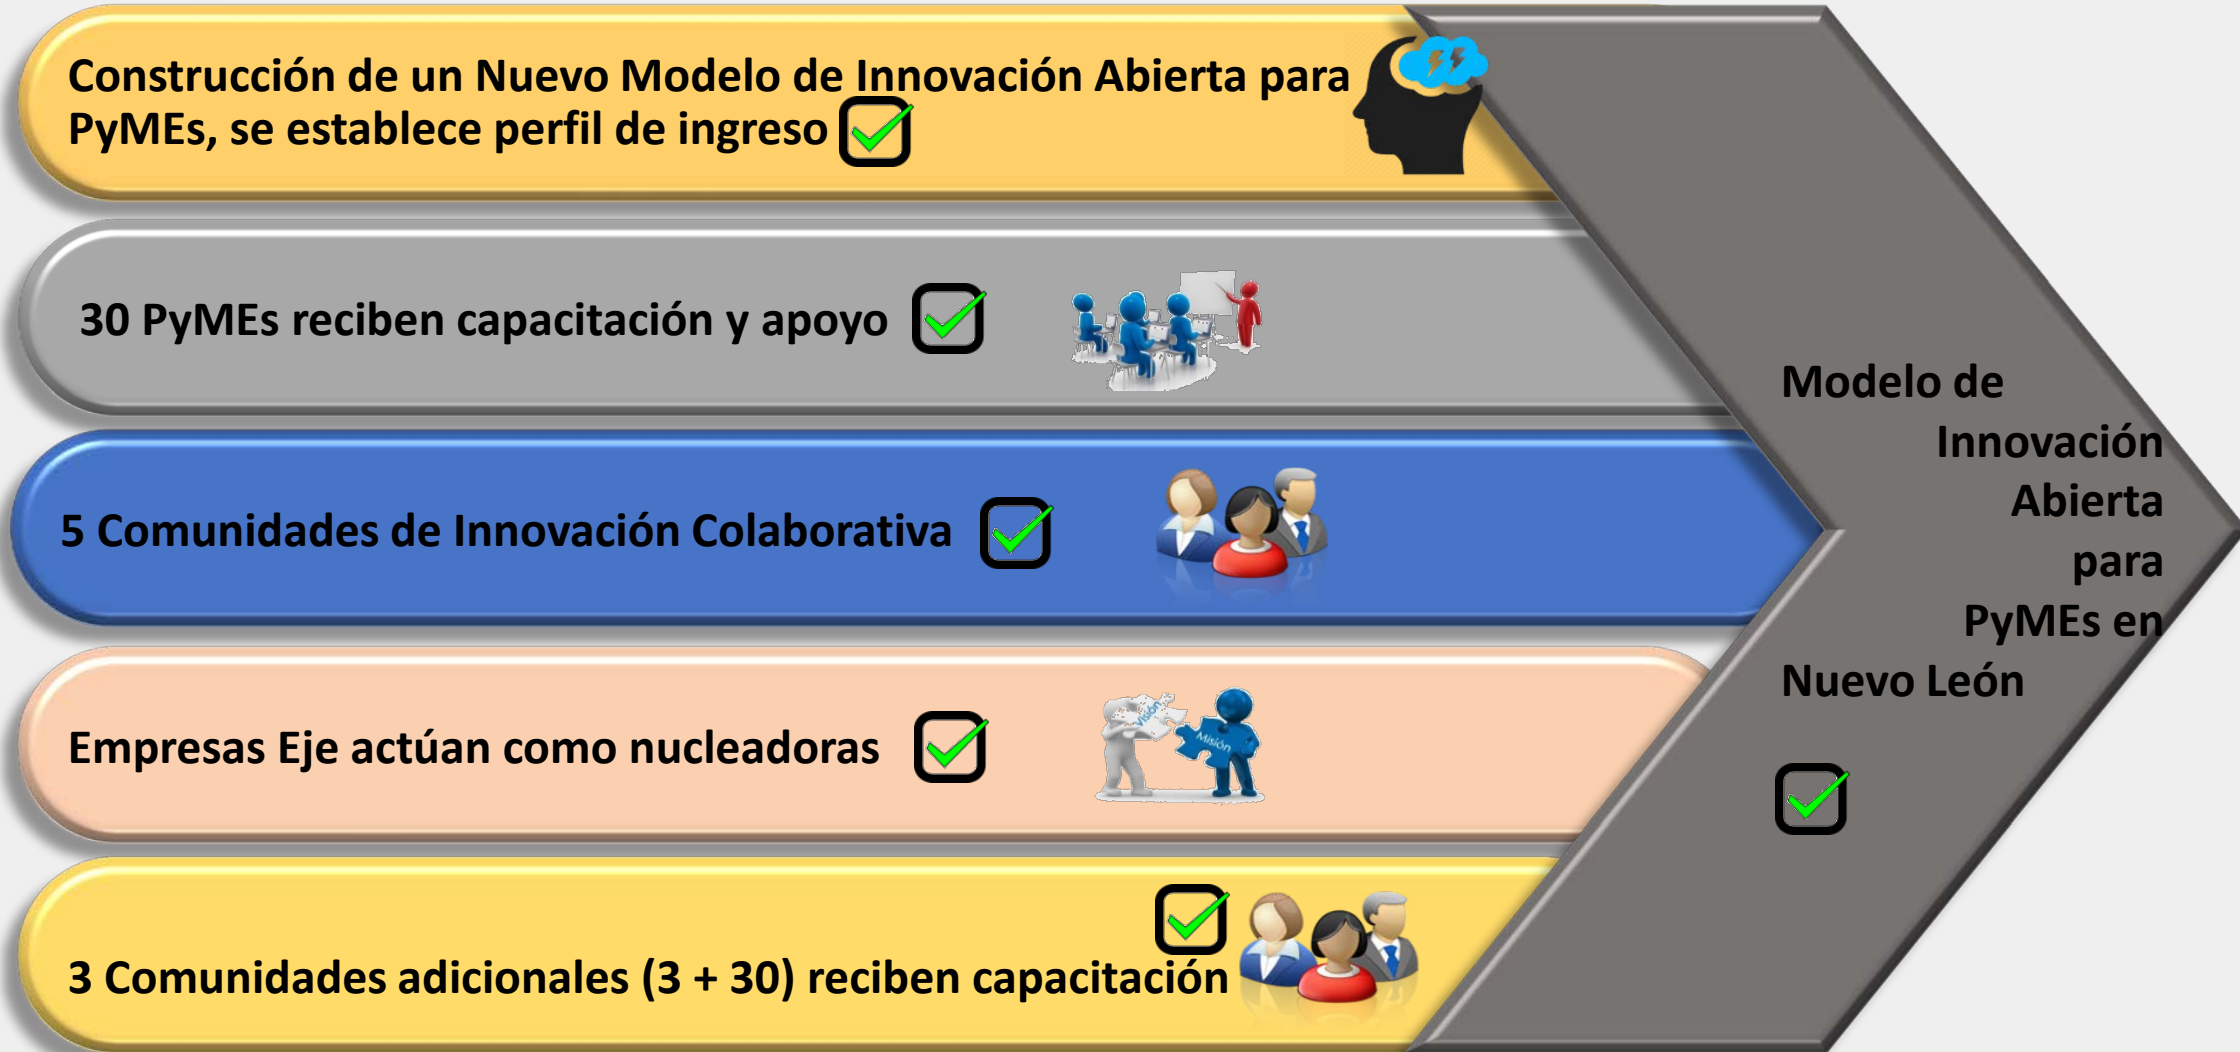 Construcción de un Nuevo Modelo de Innovación Abierta para
PyMEs, se establece perfil de ingreso
30 PyMEs reciben capacitación y apoyo
5 Comunidades de Innovación Colaborativa
Empresas Eje actúan como nucleadoras
Visión
Misión
3 Comunidades adicionales (3 + 30) reciben capacitación
Modelo de
Innovación
Abierta
para
PyMEs en
Nuevo León